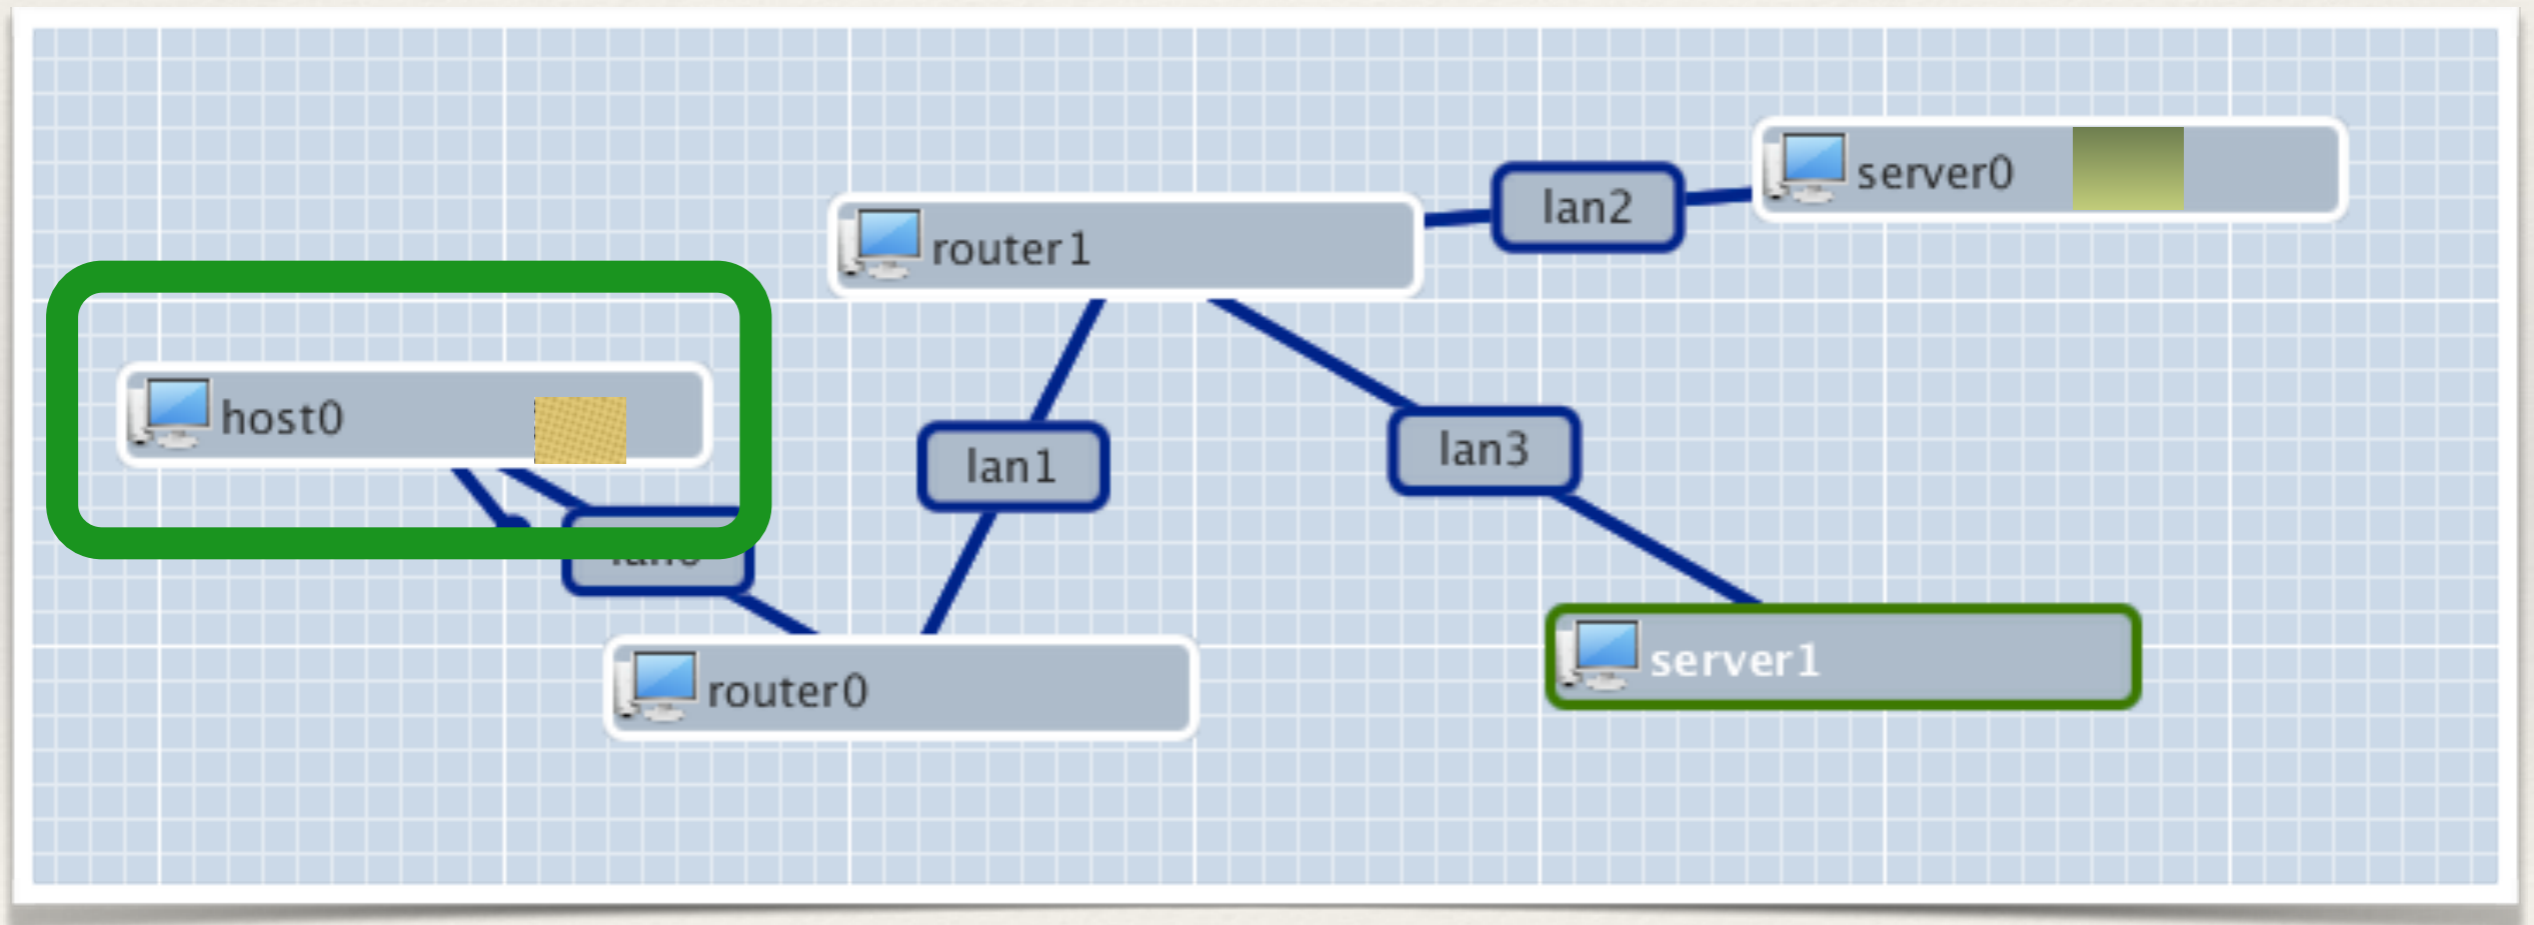 server0
lan2
router1
host0
lan3
lan1
server1
router0